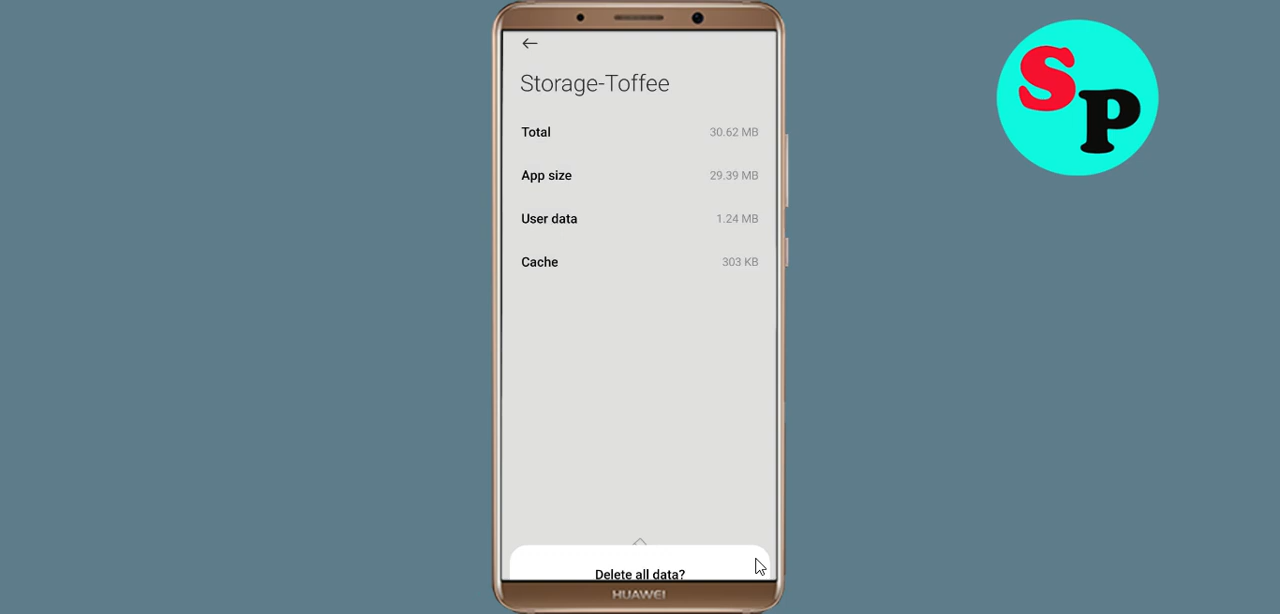 Storage-Toffee
Total 30.62 MB
App size 29.39 MB
User data 1.24 MB
Cache 303 KB
Delete all data?
HUAWEI
SP